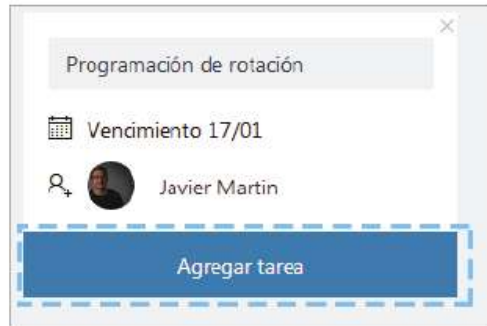 Programación de rotación
Vencimiento 17/01
Javier Martin
Agregar tarea